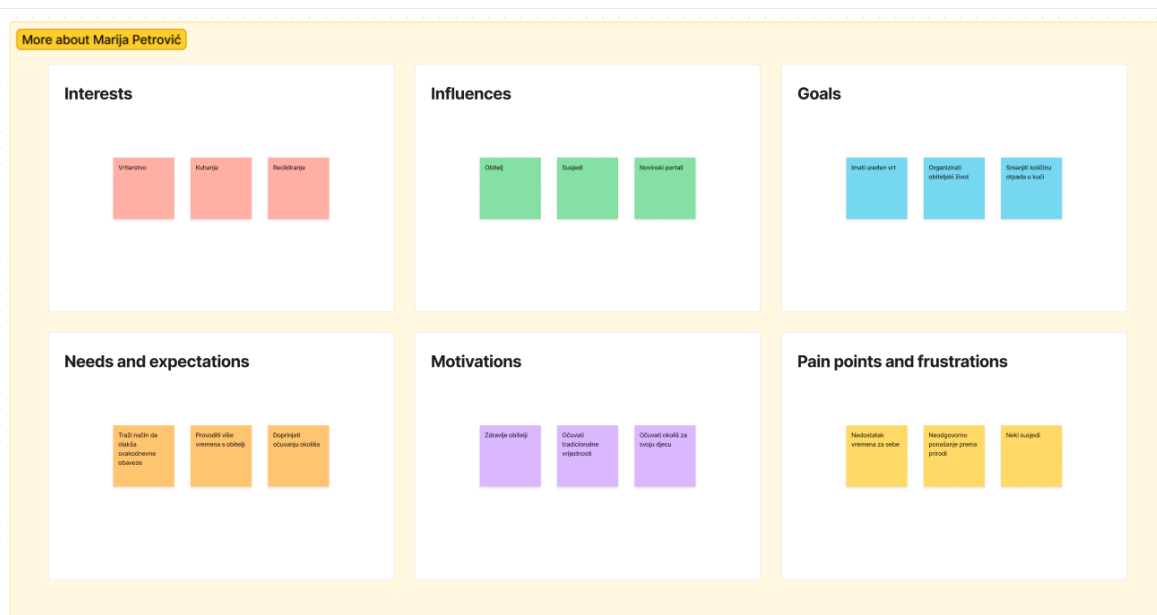 More about Marija Petrović
Interests
Vrtlarstvo
Kuhanje
Recikliranje
Influences
Obitelj
Susjedi
Novinski portali
Goals
Imati uređen vrt
Organizirati
obiteljski život
Smanjiti količinu
otpada u kući
Needs and expectations
Traži način da
olakša
svakodnevne
obaveze
Provoditi više
vremena s obitelji
Doprinjeti
očuvanju okoliša
Motivations
Zdravlje obitelji
Očuvati
tradicionalne
vrijednosti
Očuvati okoliš za
svoju djecu
Pain points and frustrations
Nedostatak
vremena za sebe
Neodgovorno
ponašanje prema
prirodi
Neki susjedi